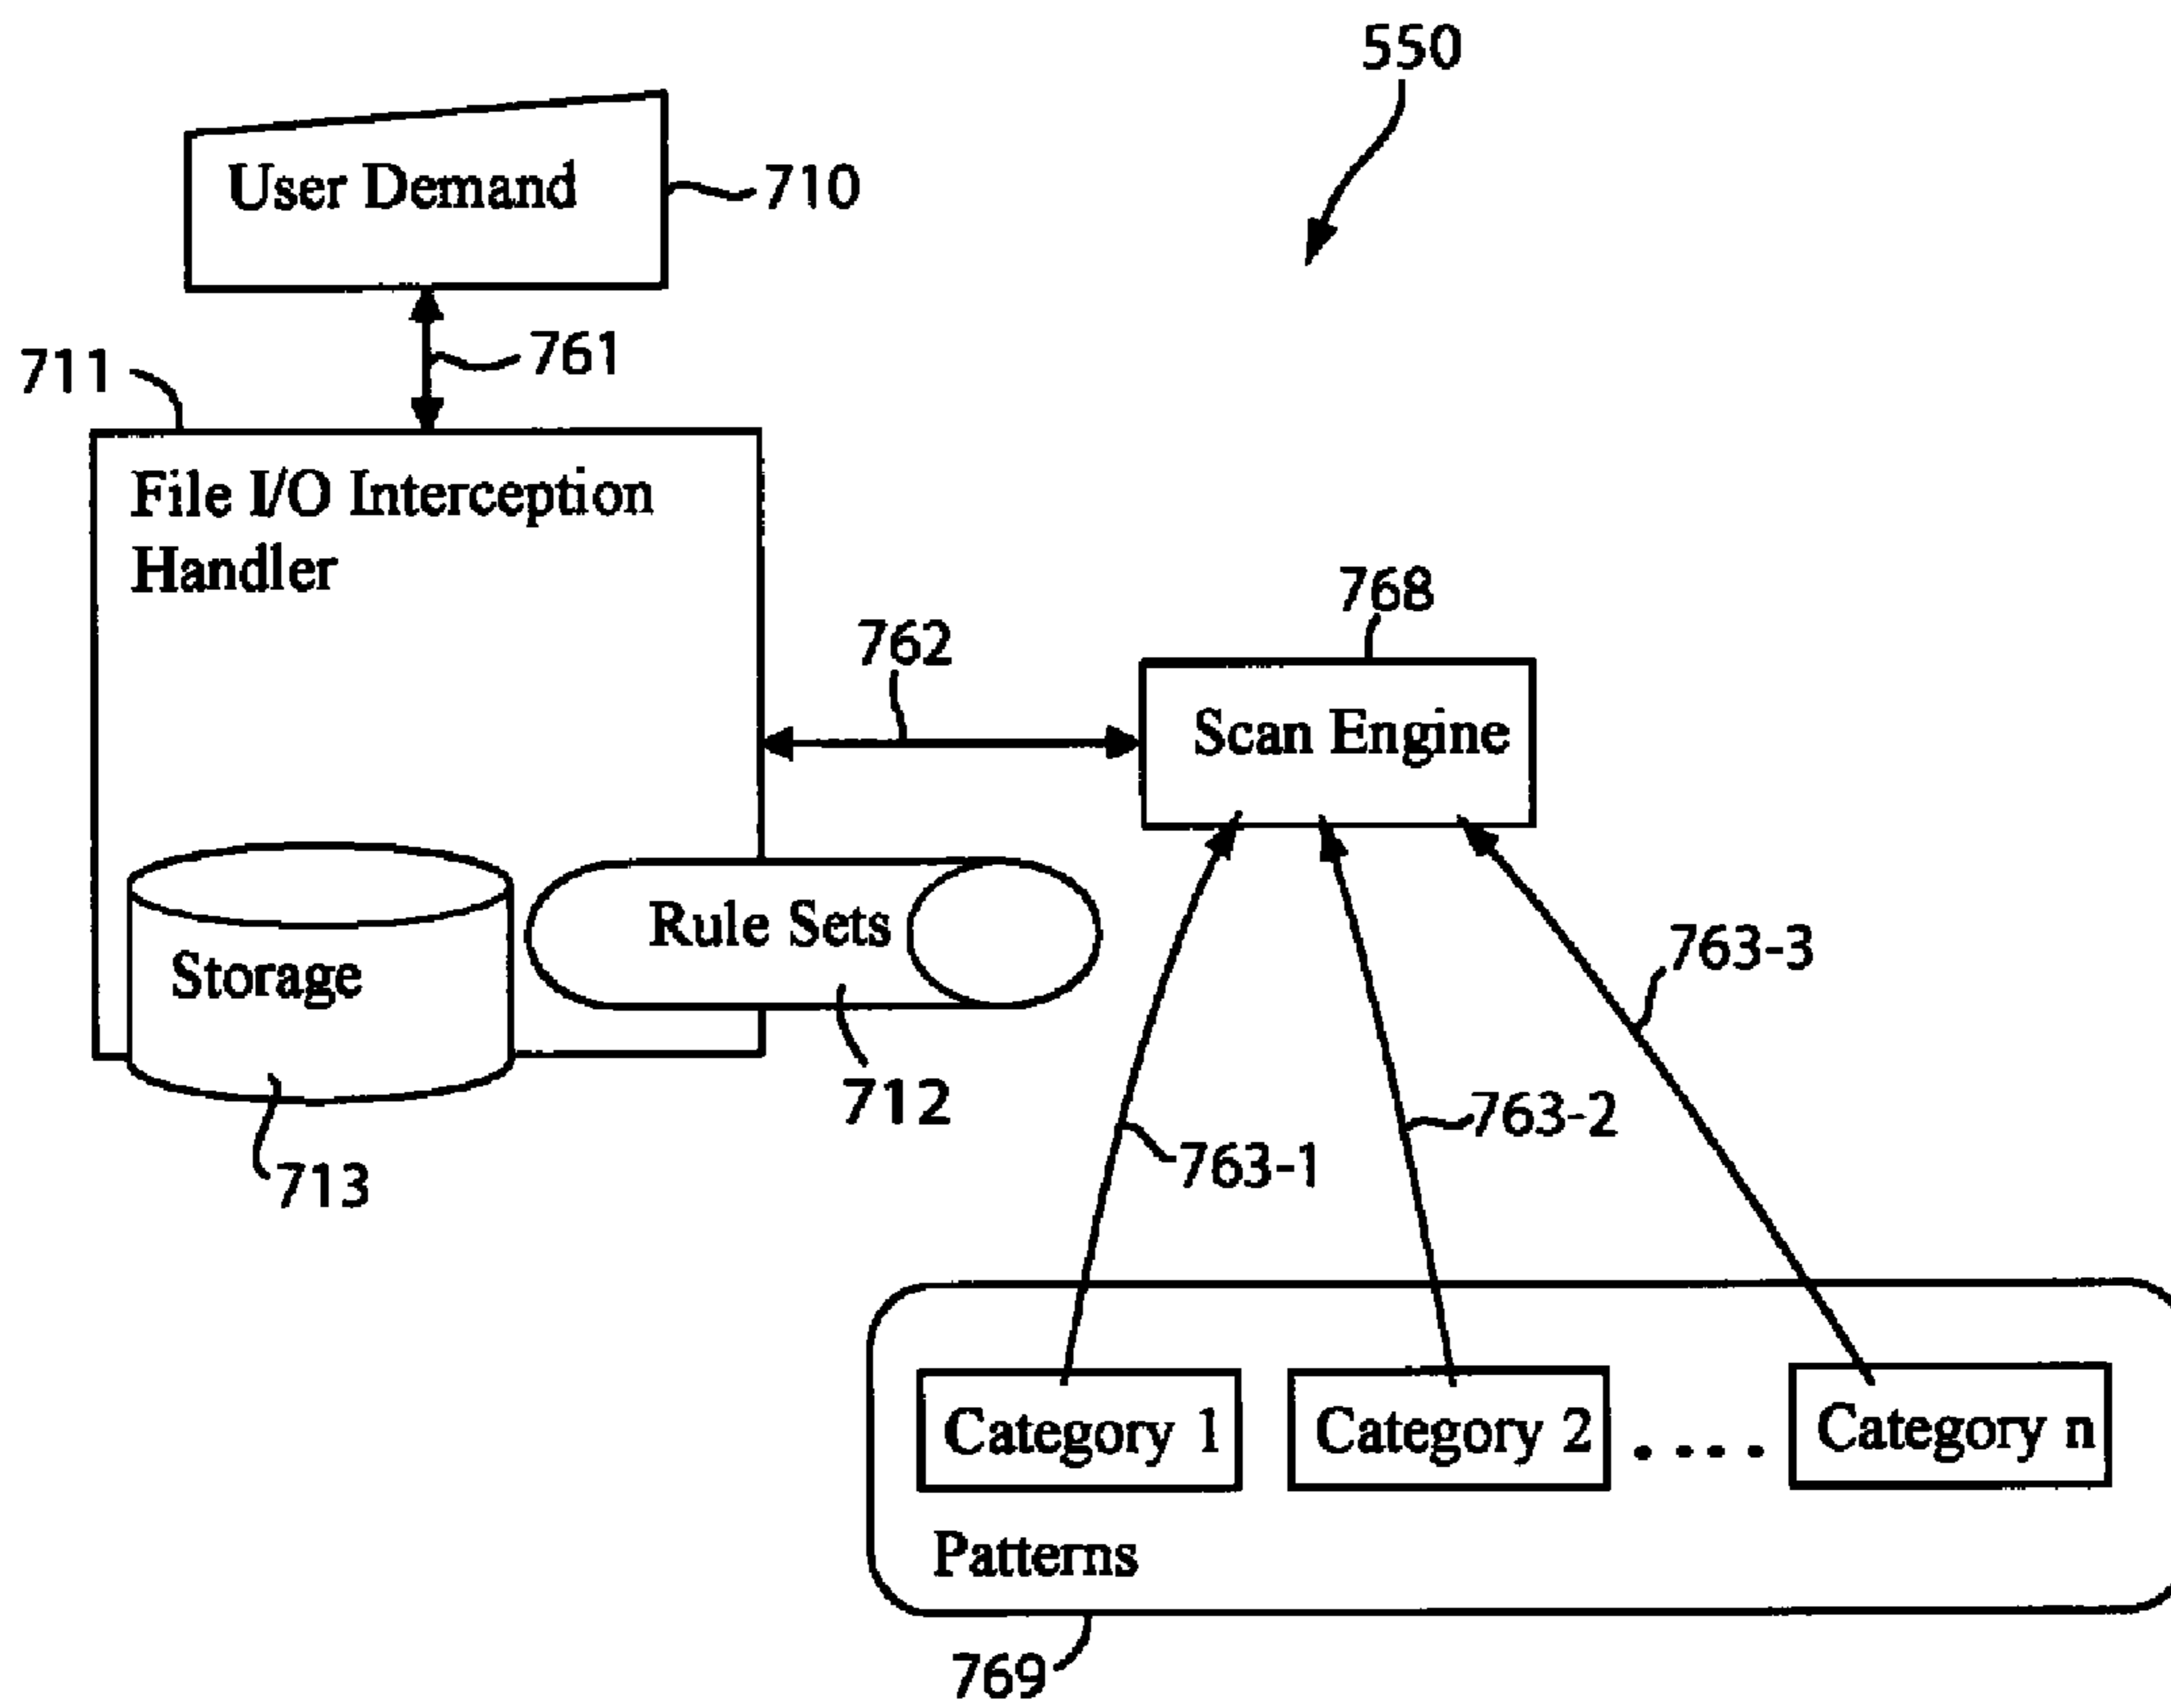 550
User Demand
710
761
711
File I/O Interception
Handler
768
762
Scan Engine
Rule Sets
763-3
Storage
712
763-2
763-1
713
Category 1
Category 2
....
Category n
Patterns
769